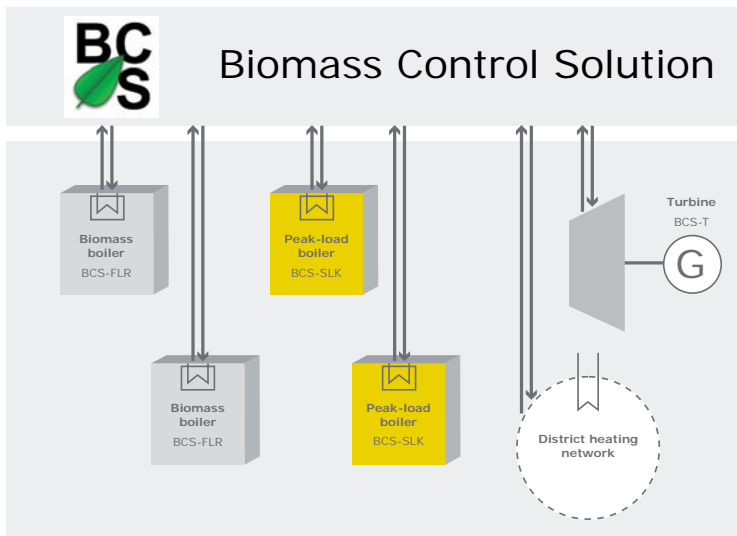 BC
S
Biomass Control Solution
Biomass
boiler
BCS-FLR
Peak-load
boiler
BCS-SLK
Turbine
BCS-T
G
Biomass
boiler
BCS-FLR
Peak-load
boiler
BCS-SLK
District heating
network